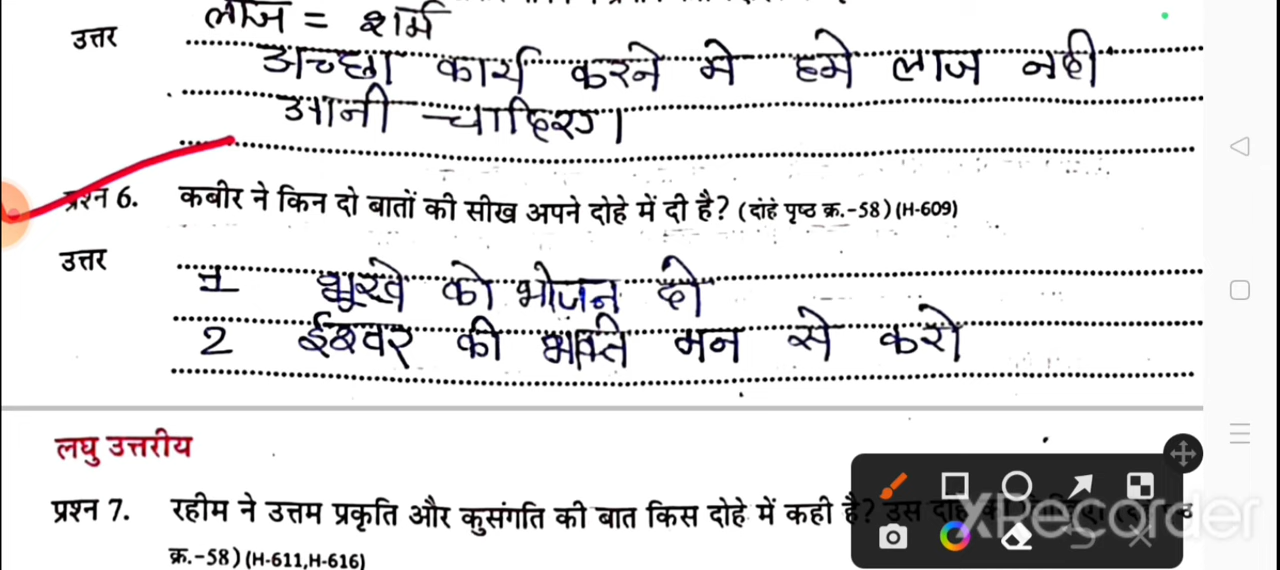 लाज = शर्म
उत्तर
अच्छा कार्य करने मे हमे लाज नही
आनी चाहिए।
प्रश्न 6. कबीर ने किन दो बातों की सीख अपने दोहे में दी है? (दोहे पृष्ठ क्र.-58) (H-609)
उत्तर
1 भुखे को भोजन दो
2 ईश्वर की भक्ति मन से करो
लघु उत्तरीय
प्रश्न 7. रहीम ने उत्तम प्रकृति और कुसंगति की बात किस दोहे में कही है? उस
क्र.-58) (H-611,H-616)
XRecorder